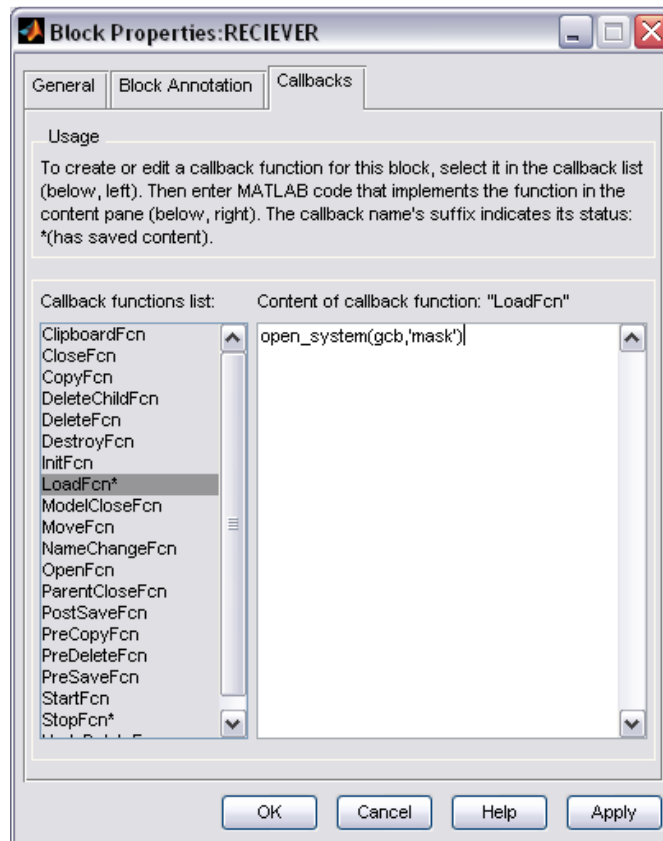 Block Properties:RECIEVER
General
Block Annotation
Callbacks
Usage
To create or edit a callback function for this block, select it in the callback list
(below, left). Then enter MATLAB code that implements the function in the
content pane (below, right). The callback name's suffix indicates its status:
*(has saved content).
Callback functions list:
Content of callback function: "LoadFcn"
ClipboardFcn
CloseFcn
CopyFcn
DeleteChildFcn
DeleteFcn
DestroyFcn
InitFcn
LoadFcn*
ModelCloseFcn
MoveFcn
NameChangeFcn
OpenFcn
ParentCloseFcn
PostSaveFcn
PreCopyFcn
PreDeleteFcn
PreSaveFcn
StartFcn
StopFcn*
open_system(gcb,'mask')
OK
Cancel
Help
Apply